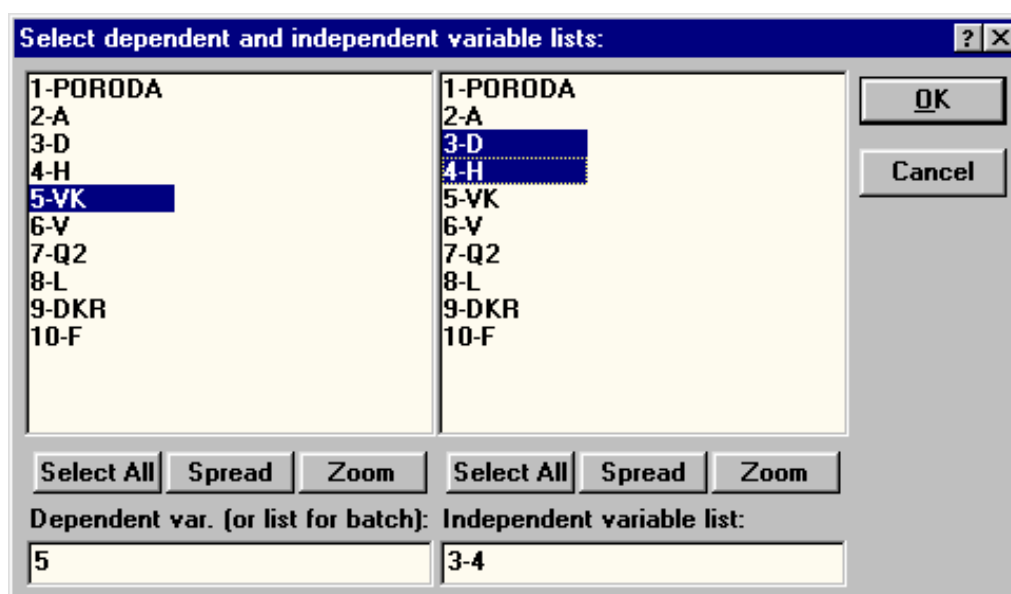 Select dependent and independent variable lists:
? ×
1-PORODA
2-A
3-D
4-H
5-VK
6-V
7-Q2
8-L
9-DKR
10-F
1-PORODA
2-A
3-D
4-H
5-VK
6-V
7-Q2
8-L
9-DKR
10-F
OK
Cancel
Select All Spread Zoom
Select All Spread Zoom
Dependent var. (or list for batch):
Independent variable list:
5
3-4